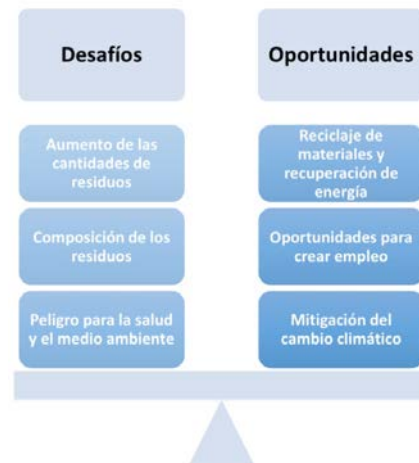 Desafíos
Aumento de las
cantidades de
residuos
Composición de los
residuos
Peligro para la salud
y el medio ambiente
Oportunidades
Reciclaje de
materiales y
recuperación de
energía
Oportunidades para
crear empleo
Mitigación del
cambio climático